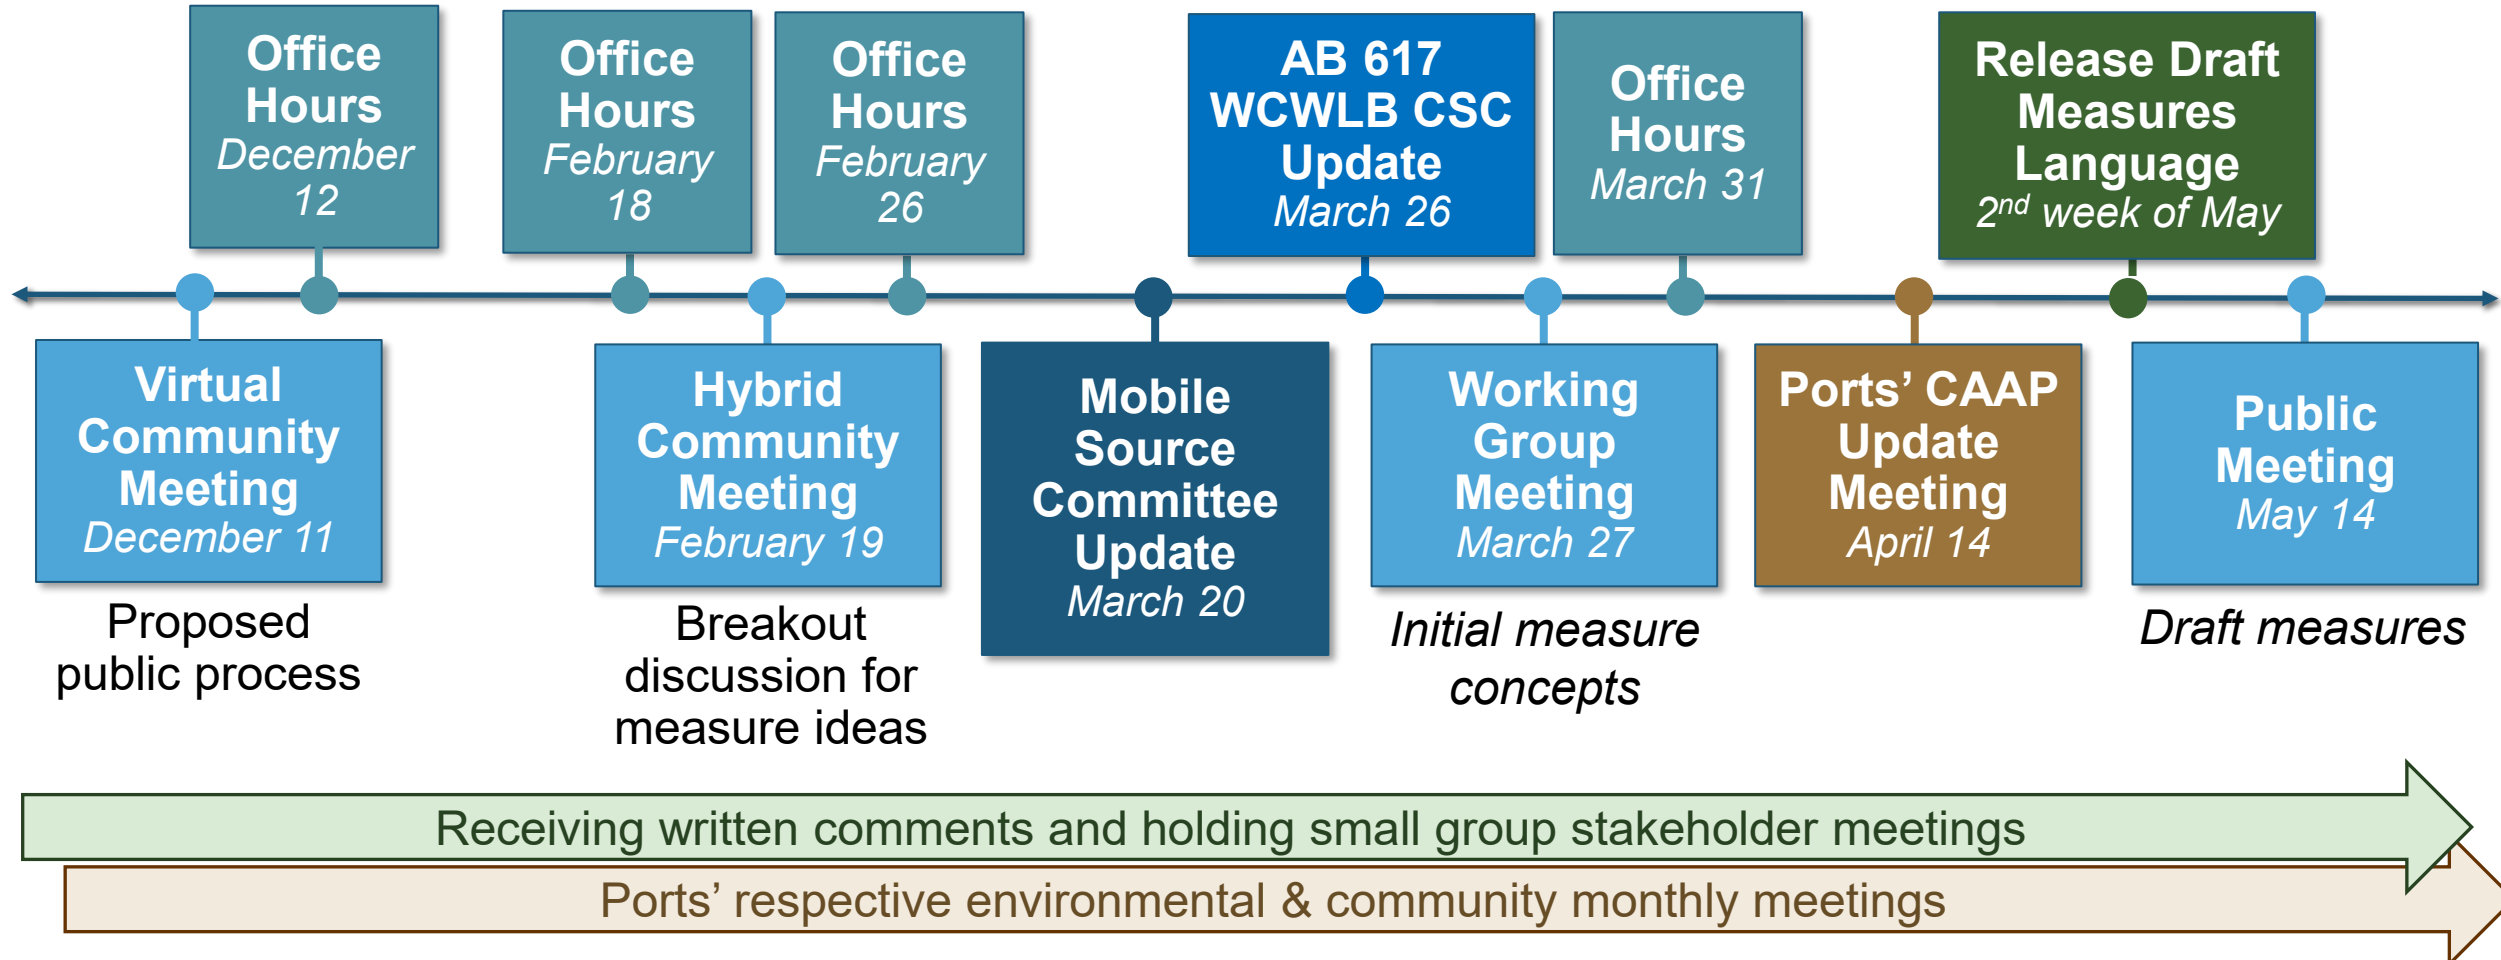 Office
Hours
December
12
Office
Hours
February
18
Office
Hours
February
26
AB 617
WCWLB CSC
Update
March 26
Office
Hours
March 31
Release Draft
Measures
Language
2nd week of May
Virtual
Community
Meeting
December 11
Hybrid
Community
Meeting
February 19
Mobile
Source
Committee
Update
March 20
Working
Group
Meeting
March 27
Ports’ CAAP
Update
Meeting
April 14
Public
Meeting
May 14
Proposed
public process
Breakout
discussion for
measure ideas
Initial measure
concepts
Draft measures
Receiving written comments and holding small group stakeholder meetings
Ports’ respective environmental & community monthly meetings